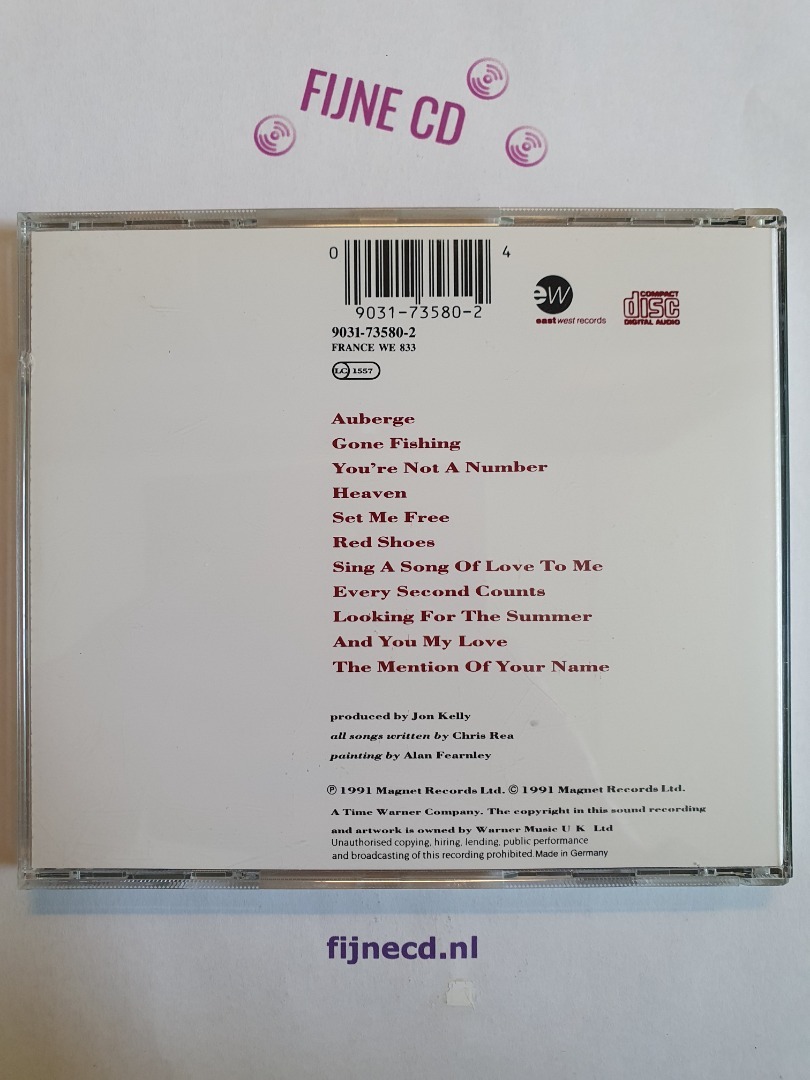 FIJNE CD
0 4
9031-73580-2
ew
eastwest records
COMPACT
disc
DIGITAL AUDIO
9031-73580-2
FRANCE WE 833
LC 1557
Auberge
Gone Fishing
You're Not A Number
Heaven
Set Me Free
Red Shoes
Sing A Song Of Love To Me
Every Second Counts
Looking For The Summer
And You My Love
The Mention Of Your Name
produced by Jon Kelly
all songs written by Chris Rea
painting by Alan Fearnley
℗ 1991 Magnet Records Ltd. © 1991 Magnet Records Ltd.
A Time Warner Company. The copyright in this sound recording
and artwork is owned by Warner Music U K Ltd
Unauthorised copying, hiring, lending, public performance
and broadcasting of this recording prohibited. Made in Germany
fijnecd.nl